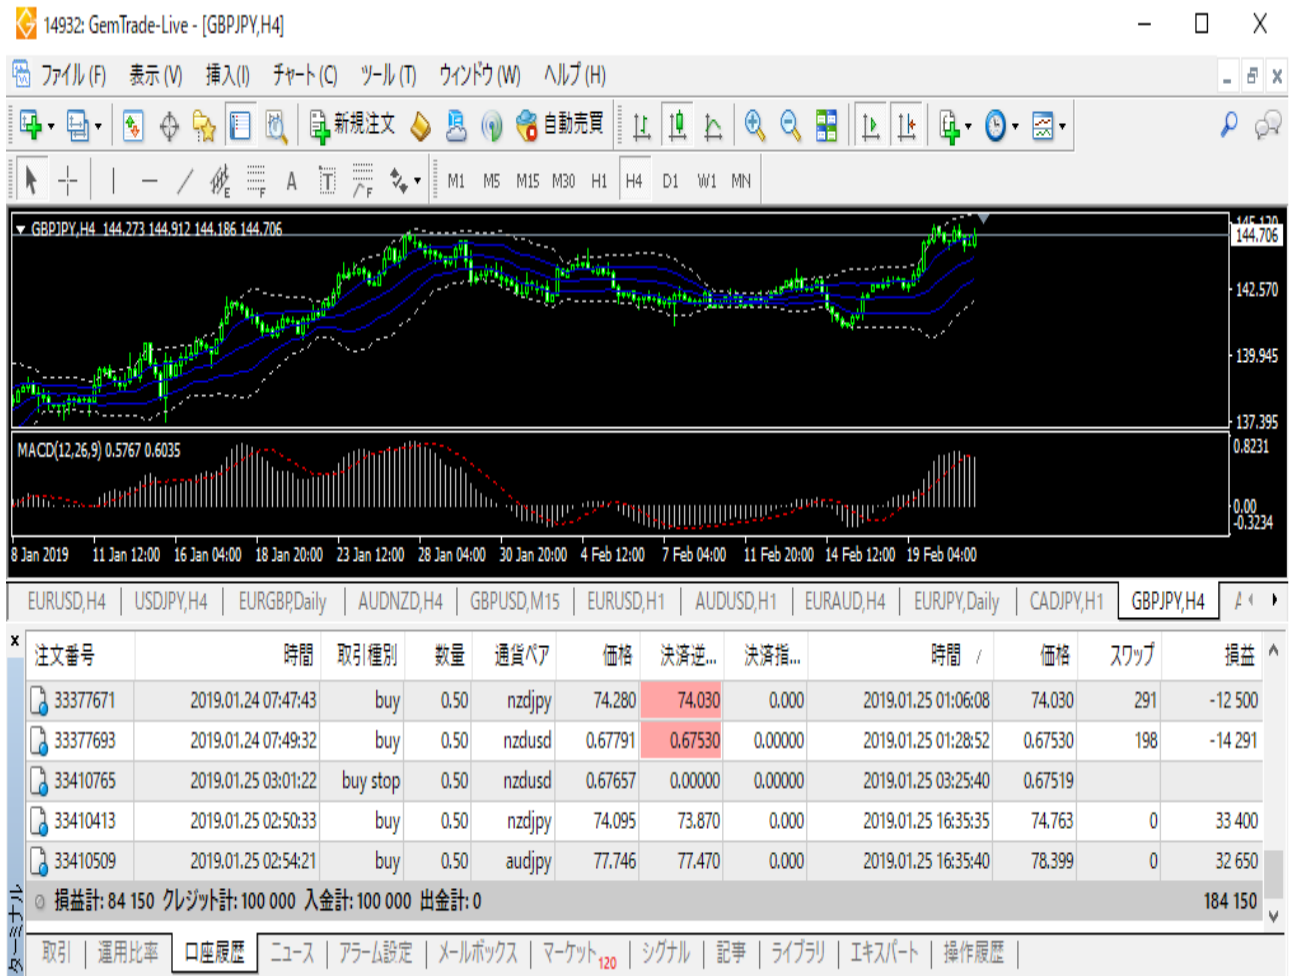 14932: GemTrade-Live - [GBPJPY,H4]
ファイル (F) 表示 (V) 挿入(I) チャート (C) ツール (T) ウィンドウ (W) ヘルプ (H)
新規注文 自動売買
E F A T F M1 M5 M15 M30 H1 H4 D1 W1 MN
GBPJPY,H4 144.273 144.912 144.186 144.706
145.120
144.706
142.570
139.945
137.395
MACD(12,26,9) 0.5767 0.6035
0.8231
0.00
-0.3234
8 Jan 2019 11 Jan 12:00 16 Jan 04:00 18 Jan 20:00 23 Jan 12:00 28 Jan 04:00 30 Jan 20:00 4 Feb 12:00 7 Feb 04:00 11 Feb 20:00 14 Feb 12:00 19 Feb 04:00
EURUSD,H4 | USDJPY,H4 | EURGBP,Daily | AUDNZD,H4 | GBPUSD,M15 | EURUSD,H1 | AUDUSD,H1 | EURAUD,H4 | EURJPY,Daily | CADJPY,H1 GBPJPY,H4 A
注文番号 時間 取引種別 数量 通貨ペア 価格 決済逆... 決済指... 時間 / 価格 スワップ 損益
33377671 2019.01.24 07:47:43 buy 0.50 nzdjpy 74.280 74.030 0.000 2019.01.25 01:06:08 74.030 291 -12 500
33377693 2019.01.24 07:49:32 buy 0.50 nzdusd 0.67791 0.67530 0.00000 2019.01.25 01:28:52 0.67530 198 -14 291
33410765 2019.01.25 03:01:22 buy stop 0.50 nzdusd 0.67657 0.00000 0.00000 2019.01.25 03:25:40 0.67519
33410413 2019.01.25 02:50:33 buy 0.50 nzdjpy 74.095 73.870 0.000 2019.01.25 16:35:35 74.763 0 33 400
33410509 2019.01.25 02:54:21 buy 0.50 audjpy 77.746 77.470 0.000 2019.01.25 16:35:40 78.399 0 32 650
損益計: 84 150 クレジット計: 100 000 入金計: 100 000 出金計: 0 184 150
ターミナル
取引 | 運用比率 口座履歴 ニュース | アラーム設定 | メールボックス | マーケット 120 | シグナル | 記事 | ライブラリ | エキスパート | 操作履歴 |